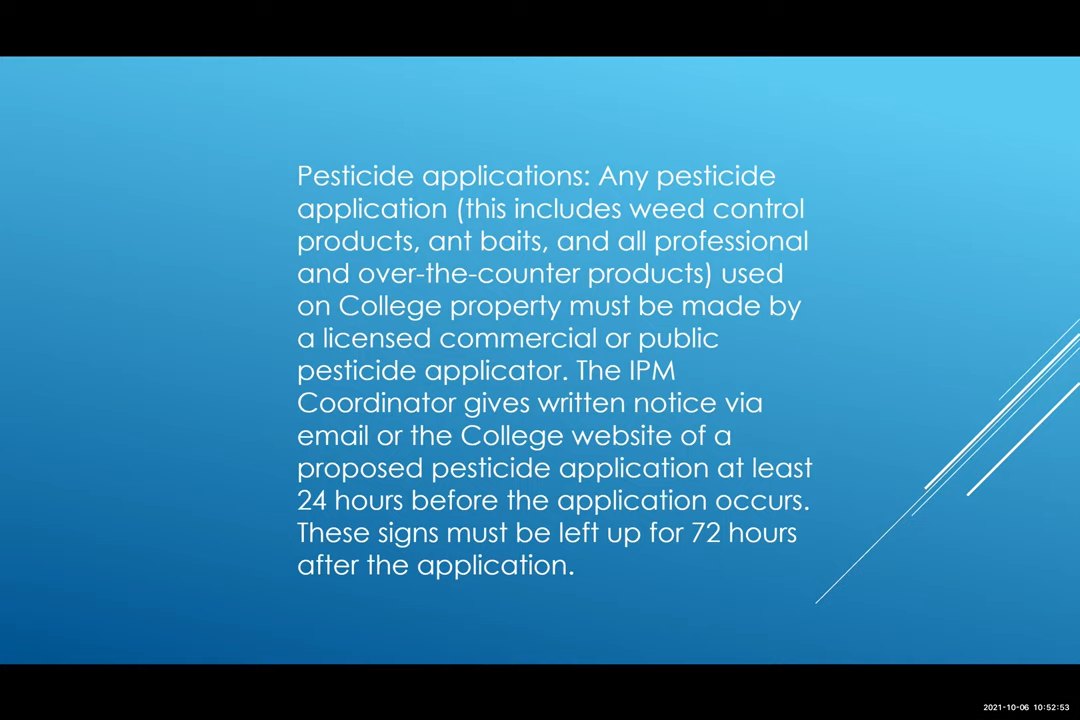 Pesticide applications: Any pesticide
application (this includes weed control
products, ant baits, and all professional
and over-the-counter products) used
on College property must be made by
a licensed commercial or public
pesticide applicator. The IPM
Coordinator gives written notice via
email or the College website of a
proposed pesticide application at least
24 hours before the application occurs.
These signs must be left up for 72 hours
after the application.
2021-10-06 10:52:53